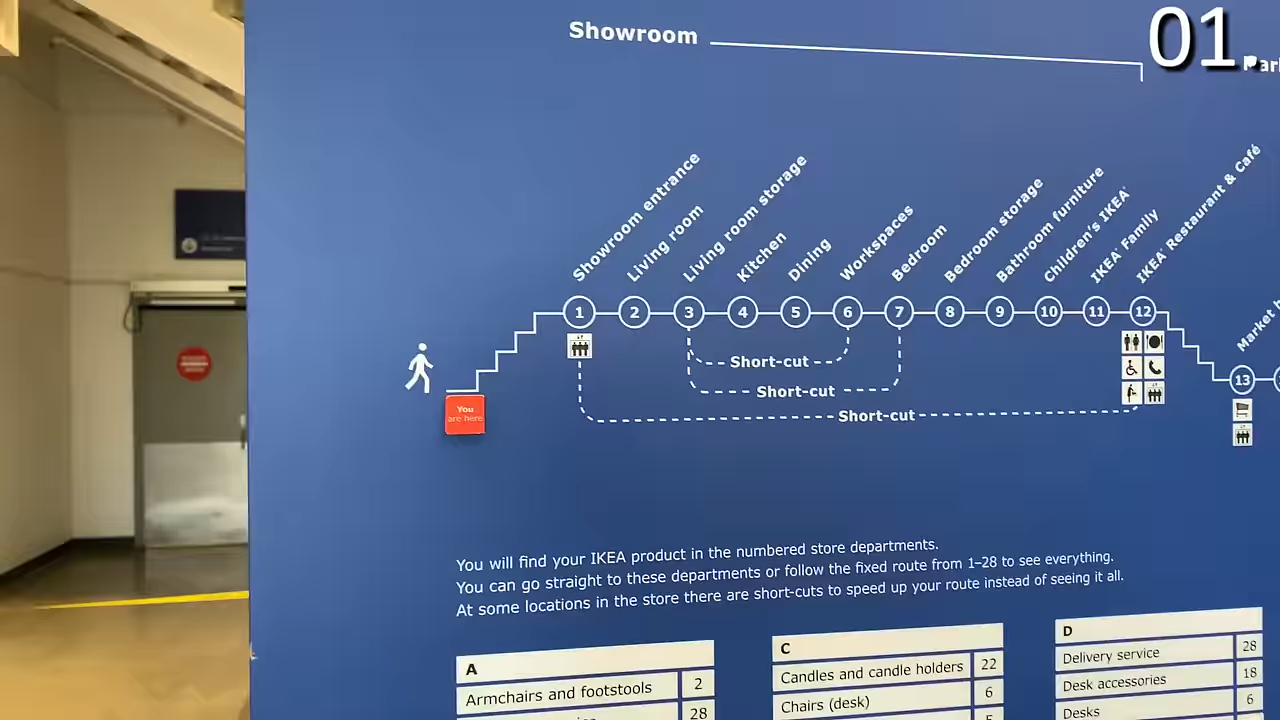 01.
Showroom
Showroom entrance
Living room
Living room storage
Kitchen
Dining
Workspaces
Bedroom
Bedroom storage
Bathroom furniture
Children's IKEA
IKEA Family
IKEA Restaurant & Café
Market
1 2 3 4 5 6 7 8 9 10 11 12
13
Short-cut
Short-cut
Short-cut
You
are here
You will find your IKEA product in the numbered store departments.
You can go straight to these departments or follow the fixed route from 1–28 to see everything.
At some locations in the store there are short-cuts to speed up your route instead of seeing it all.
A
Armchairs and footstools 2
28
C
Candles and candle holders 22
Chairs (desk) 6
D
Delivery service 28
Desk accessories 18
Desks 6